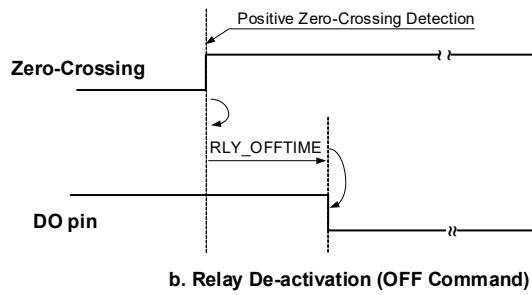 Positive Zero-Crossing Detection
Zero-Crossing
RLY_OFFTIME
DO pin
b. Relay De-activation (OFF Command)